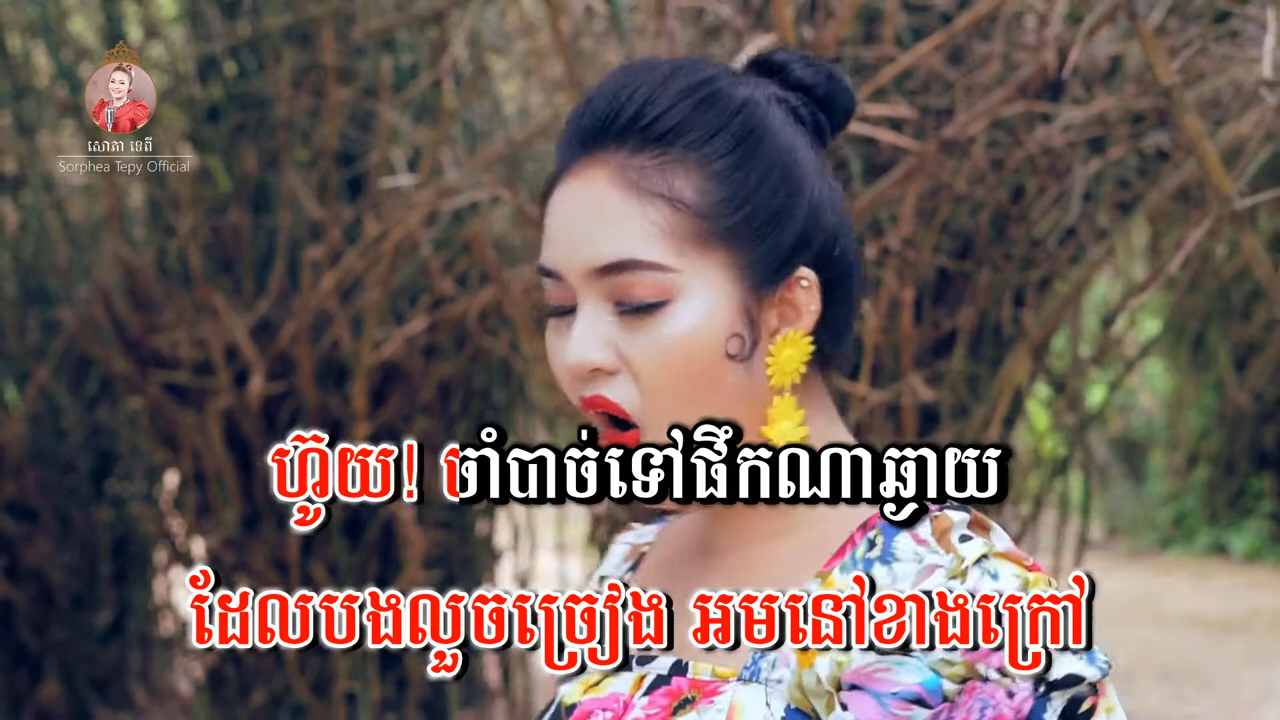 សោភា ទេពី
Sorphea Tepy Official
ហ៊ូយ! ចាំបាច់ទៅផឹកណាឆ្ងាយ
ដែលបងលួចច្រៀង អមនៅខាងក្រៅ